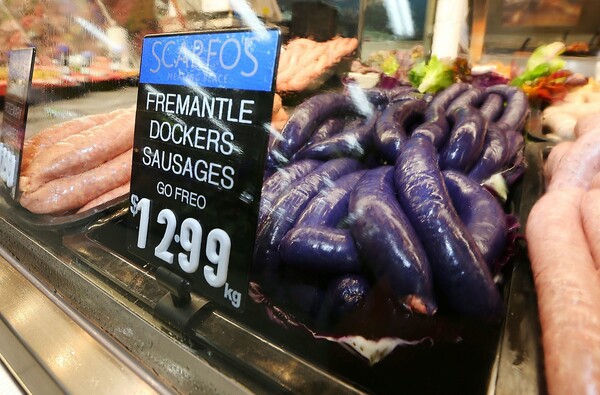 SCARFO'S
FREMANTLE
DOCKERS
SAUSAGES
GO FREO
$12.99
kg